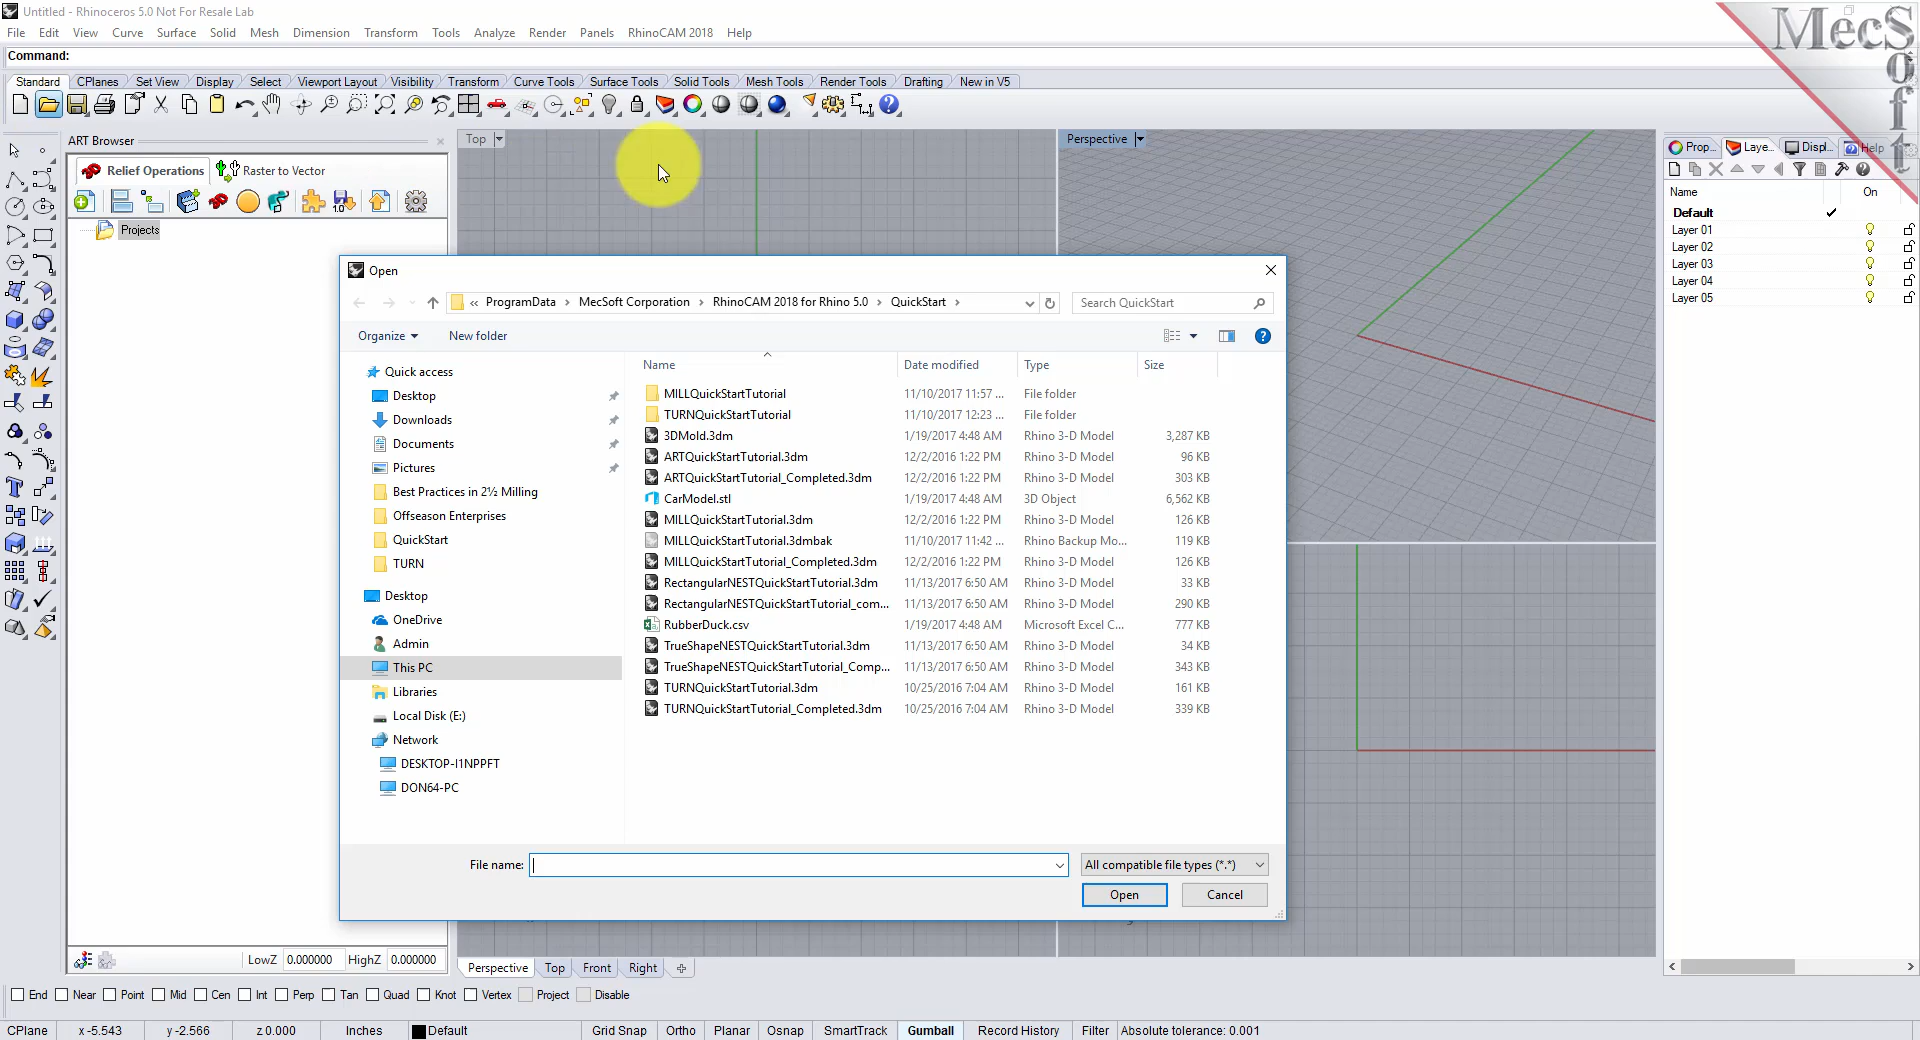 Untitled - Rhinoceros 5.0 Not For Resale Lab
File Edit View Curve Surface Solid Mesh Dimension Transform Tools Analyze Render Panels RhinoCAM 2018 Help
Command:
Standard CPlanes Set View Display Select Viewport Layout Visibility Transform Curve Tools Surface Tools Solid Tools Mesh Tools Render Tools Drafting New in V5
MecSoft
ART Browser
Relief Operations Raster to Vector
1.0
Projects
Top
Perspective
Prop... Laye... Displ... Help
Name On
Default
Layer 01
Layer 02
Layer 03
Layer 04
Layer 05
Open
« ProgramData > MecSoft Corporation > RhinoCAM 2018 for Rhino 5.0 > QuickStart >
Search QuickStart
Organize New folder
Quick access
Desktop
Downloads
Documents
Pictures
Best Practices in 2½ Milling
Offseason Enterprises
QuickStart
TURN
Desktop
OneDrive
Admin
This PC
Libraries
Local Disk (E:)
Network
DESKTOP-I1NPPFT
DON64-PC
Name Date modified Type Size
MILLQuickStartTutorial 11/10/2017 11:57 ... File folder
TURNQuickStartTutorial 11/10/2017 12:23 ... File folder
3DMold.3dm 1/19/2017 4:48 AM Rhino 3-D Model 3,287 KB
ARTQuickStartTutorial.3dm 12/2/2016 1:22 PM Rhino 3-D Model 96 KB
ARTQuickStartTutorial_Completed.3dm 12/2/2016 1:22 PM Rhino 3-D Model 303 KB
CarModel.stl 1/19/2017 4:48 AM 3D Object 6,562 KB
MILLQuickStartTutorial.3dm 12/2/2016 1:22 PM Rhino 3-D Model 126 KB
MILLQuickStartTutorial.3dmbak 11/10/2017 11:42 ... Rhino Backup Mo... 119 KB
MILLQuickStartTutorial_Completed.3dm 12/2/2016 1:22 PM Rhino 3-D Model 126 KB
RectangularNESTQuickStartTutorial.3dm 11/13/2017 6:50 AM Rhino 3-D Model 33 KB
RectangularNESTQuickStartTutorial_com... 11/13/2017 6:50 AM Rhino 3-D Model 290 KB
RubberDuck.csv 1/19/2017 4:48 AM Microsoft Excel C... 777 KB
TrueShapeNESTQuickStartTutorial.3dm 11/13/2017 6:50 AM Rhino 3-D Model 34 KB
TrueShapeNESTQuickStartTutorial_Comp... 11/13/2017 6:50 AM Rhino 3-D Model 343 KB
TURNQuickStartTutorial.3dm 10/25/2016 7:04 AM Rhino 3-D Model 161 KB
TURNQuickStartTutorial_Completed.3dm 10/25/2016 7:04 AM Rhino 3-D Model 339 KB
File name: All compatible file types (*.*)
Open Cancel
LowZ 0.000000 HighZ 0.000000
Perspective Top Front Right
End Near Point Mid Cen Int Perp Tan Quad Knot Vertex Project Disable
CPlane x -5.543 y -2.566 z 0.000 Inches Default Grid Snap Ortho Planar Osnap SmartTrack Gumball Record History Filter Absolute tolerance: 0.001